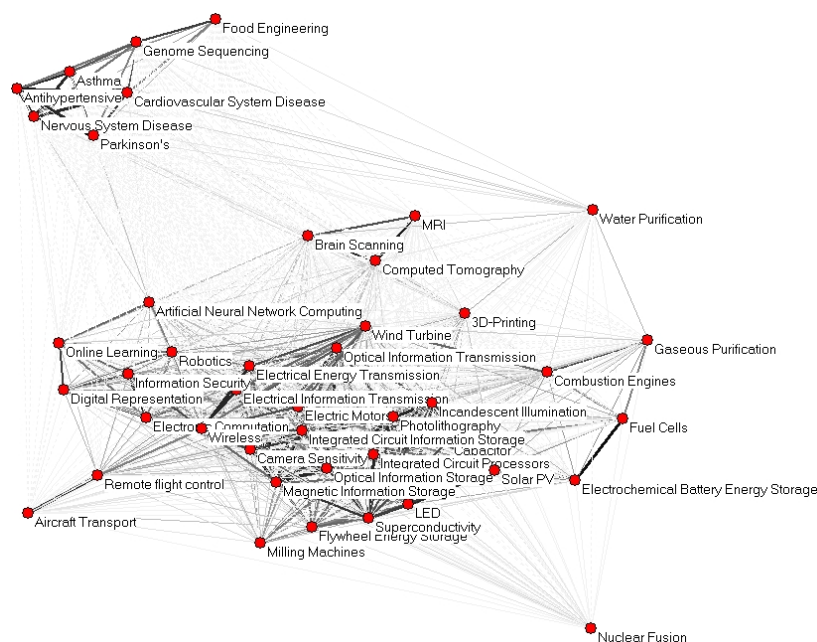 Food Engineering
Genome Sequencing
Asthma
Antihypertensive
Cardiovascular System Disease
Nervous System Disease
Parkinson's
Water Purification
MRI
Brain Scanning
Computed Tomography
Artificial Neural Network Computing
3D-Printing
Wind Turbine
Online Learning
Robotics
Optical Information Transmission
Gaseous Purification
Information Security
Electrical Energy Transmission
Combustion Engines
Digital Representation
Electrical Information Transmission
Electric Motors
Incandescent Illumination
Electronic Computation
Photolithography
Fuel Cells
Wireless
Integrated Circuit Information Storage
Camera Sensitivity
Capacitor
Integrated Circuit Processors
Remote flight control
Optical Information Storage
Solar PV
Magnetic Information Storage
Electrochemical Battery Energy Storage
Aircraft Transport
LED
Superconductivity
Flywheel Energy Storage
Milling Machines
Nuclear Fusion